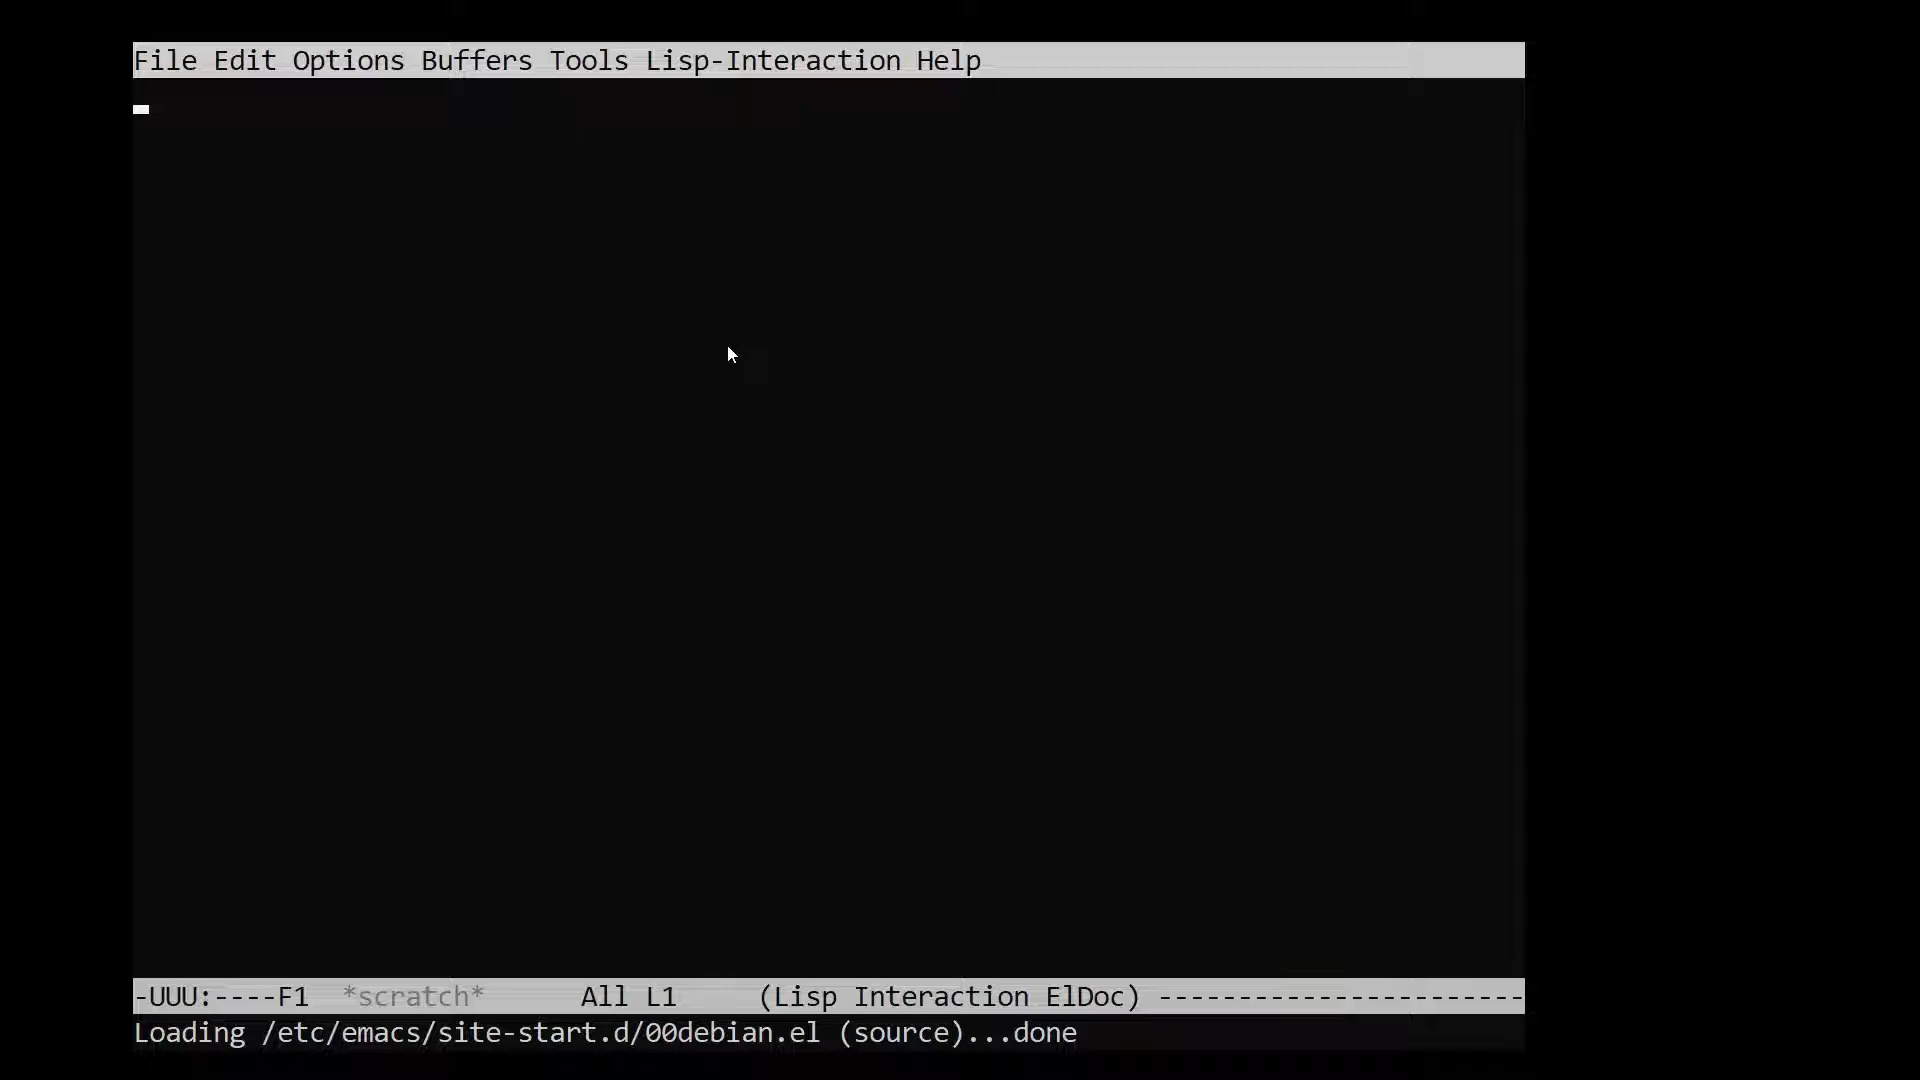 File Edit Options Buffers Tools Lisp-Interaction Help
-UUU:----F1  *scratch*      All L1     (Lisp Interaction ElDoc) -----------------------
Loading /etc/emacs/site-start.d/00debian.el (source)...done